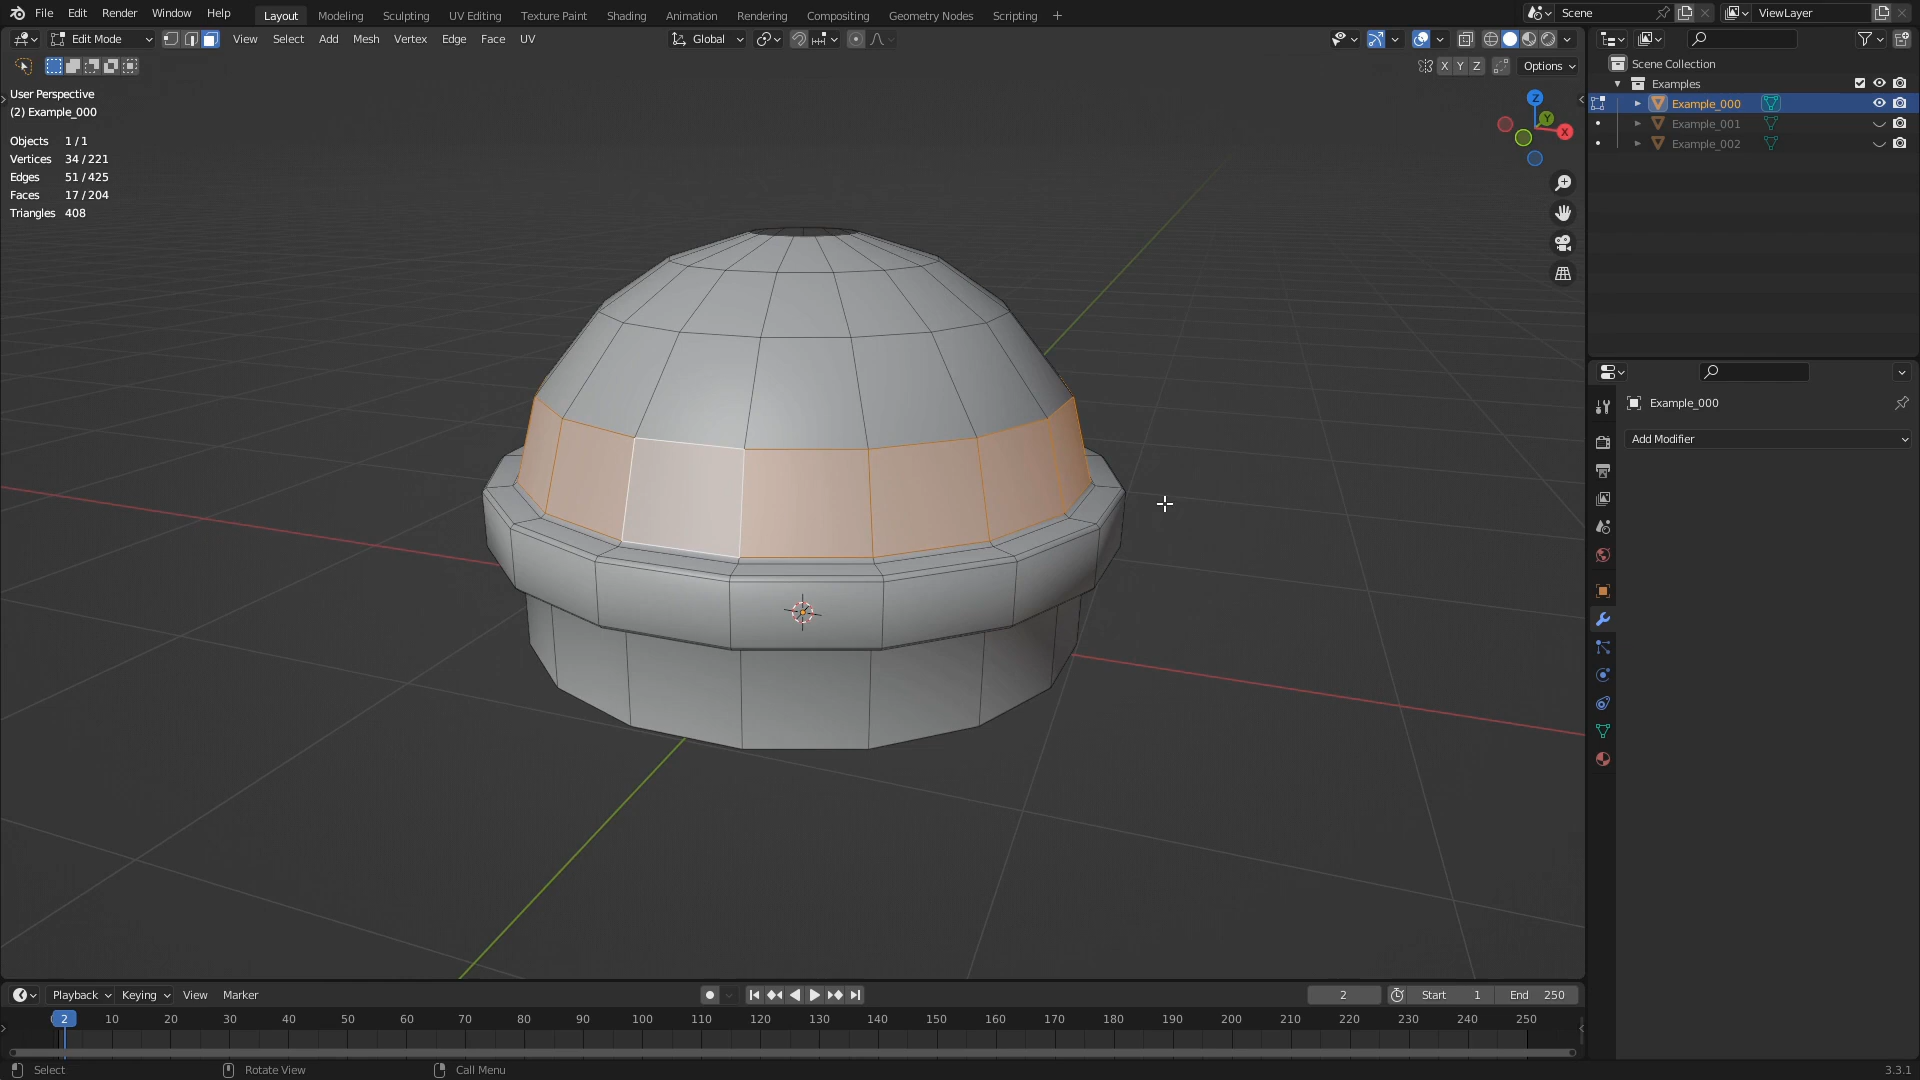 File Edit Render Window Help Layout Modeling Sculpting UV Editing Texture Paint Shading Animation Rendering Compositing Geometry Nodes Scripting + Scene ViewLayer
Edit Mode View Select Add Mesh Vertex Edge Face UV Global
X Y Z Options
User Perspective
(2) Example_000
Objects 1 / 1
Vertices 34 / 221
Edges 51 / 425
Faces 17 / 204
Triangles 408
Z
Y
X
Scene Collection
Examples
Example_000
Example_001
Example_002
Example_000
Add Modifier
Playback Keying View Marker 2 Start 1 End 250
2 10 20 30 40 50 60 70 80 90 100 110 120 130 140 150 160 170 180 190 200 210 220 230 240 250
Select Rotate View Call Menu 3.3.1